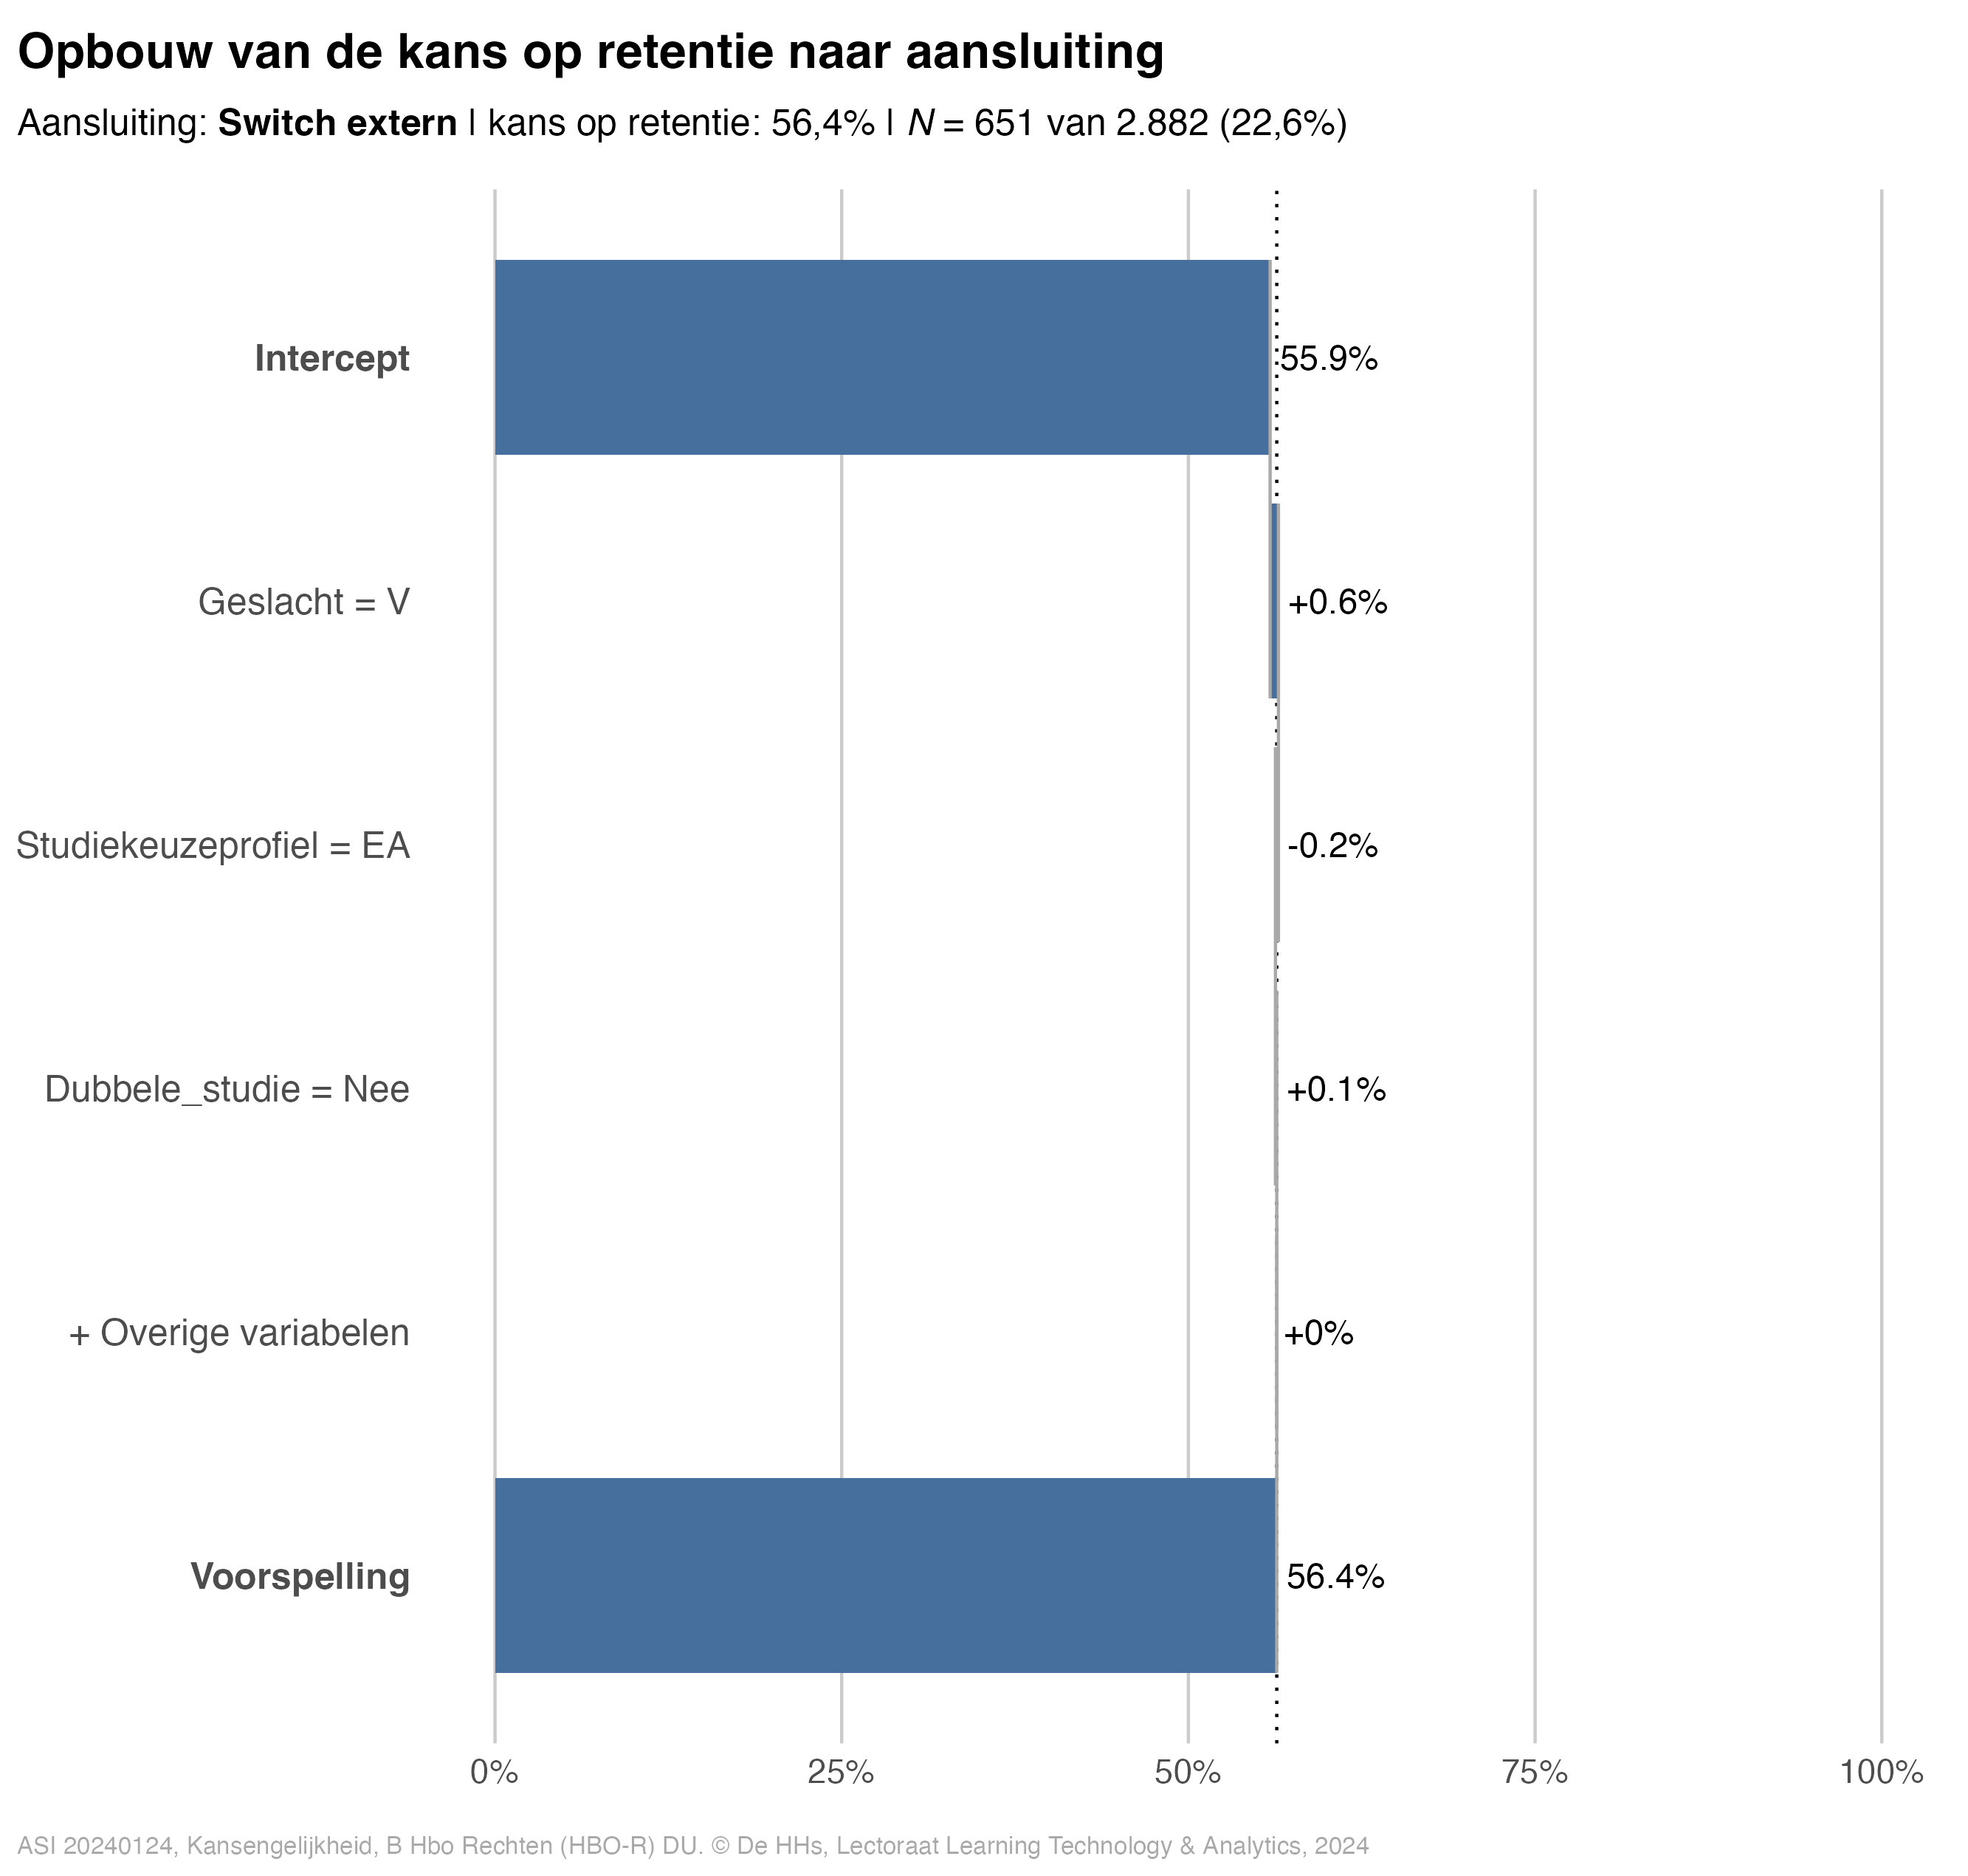 Opbouw van de kans op retentie naar aansluiting
Aansluiting: Switch extern | kans op retentie: 56,4% | N = 651 van 2.882 (22,6%)
Intercept
55.9%
Geslacht = V
+0.6%
Studiekeuzeprofiel = EA
-0.2%
Dubbele_studie = Nee
+0.1%
+ Overige variabelen
+0%
Voorspelling
56.4%
0%
25%
50%
75%
100%
ASI 20240124, Kansengelijkheid, B Hbo Rechten (HBO-R) DU. © De HHs, Lectoraat Learning Technology & Analytics, 2024